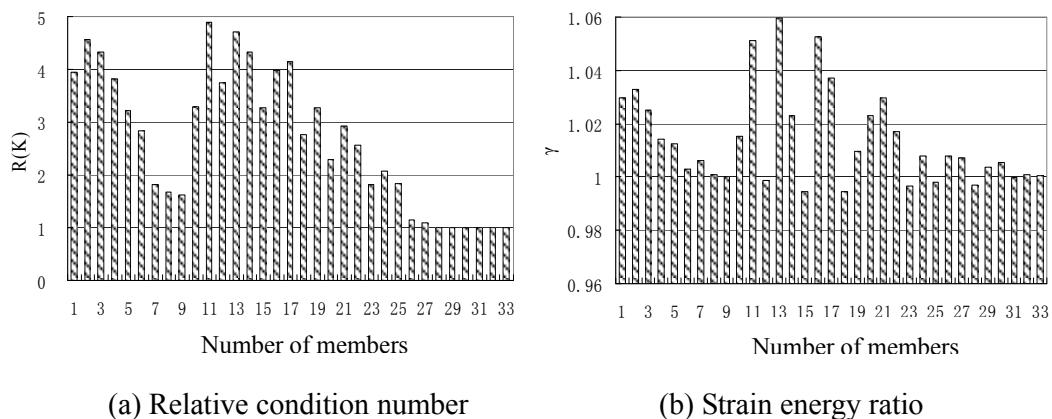 5
4
3
2
1
0
R(K)
1 3 5 7 9 11 13 15 17 19 21 23 25 27 29 31 33
Number of members
(a) Relative condition number
1.06
1.04
1.02
1
0.98
0.96
γ
1 3 5 7 9 11 13 15 17 19 21 23 25 27 29 31 33
Number of members
(b) Strain energy ratio